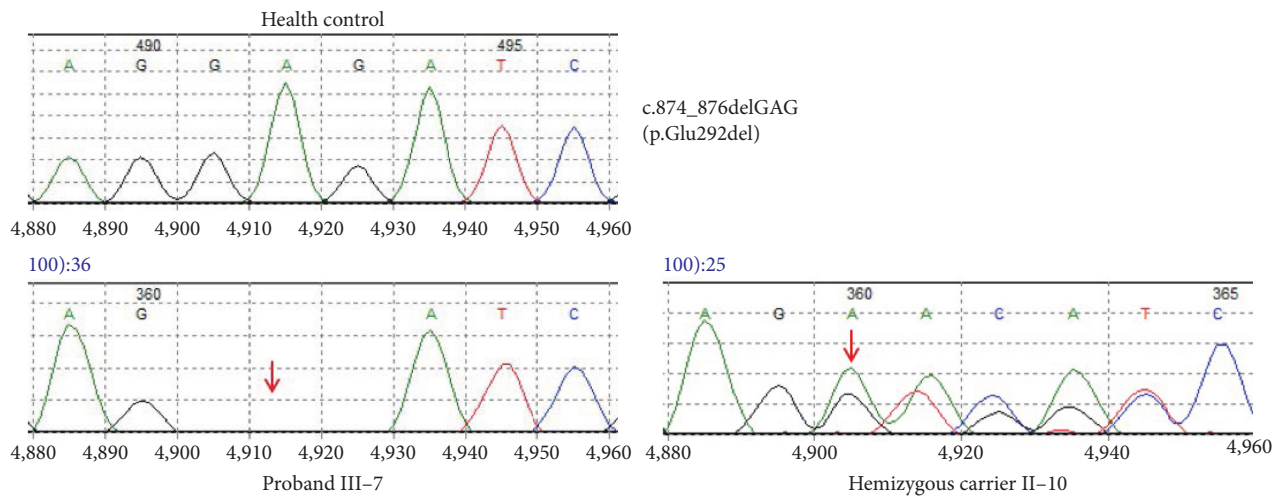 Health control
490 495
A G G A G A T C
4,880 4,890 4,900 4,910 4,920 4,930 4,940 4,950 4,960
c.874_876delGAG
(p.Glu292del)
100):36
360
A G A T C
4,880 4,890 4,900 4,910 4,920 4,930 4,940 4,950 4,960
Proband III–7
100):25
360 365
A G A A C A T C
4,880 4,900 4,920 4,940 4,960
Hemizygous carrier II–10